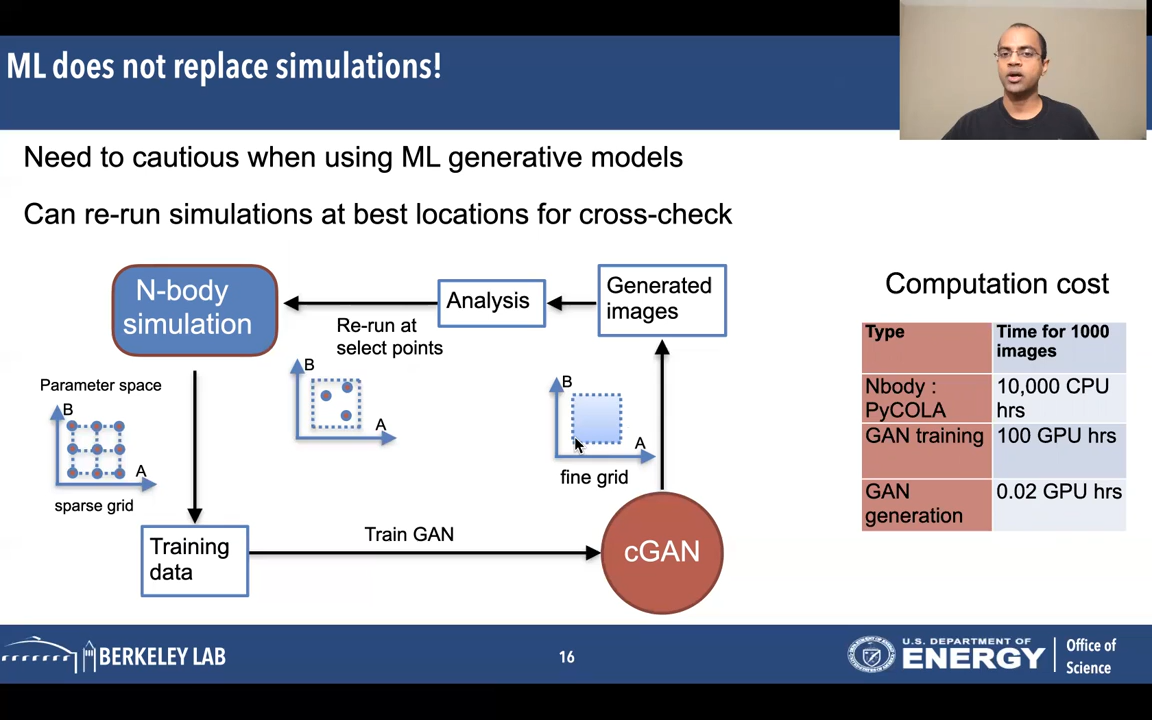 ML does not replace simulations!
Need to cautious when using ML generative models
Can re-run simulations at best locations for cross-check
N-body
simulation
Analysis
Generated
images
Re-run at
select points
Parameter space
B
A
sparse grid
B
A
B
A
fine grid
Training
data
Train GAN
cGAN
Computation cost
Type
Time for 1000
images
Nbody :
PyCOLA
10,000 CPU
hrs
GAN training
100 GPU hrs
GAN
generation
0.02 GPU hrs
BERKELEY LAB
16
U.S. DEPARTMENT OF
ENERGY
Office of
Science